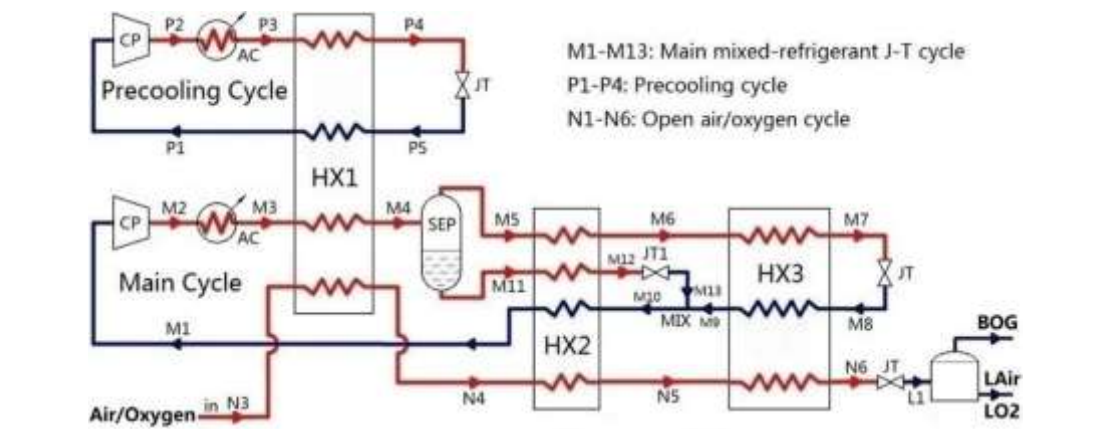 P2 P3 P4
CP
AC
JT
Precooling Cycle
P1 P5
M1-M13: Main mixed-refrigerant J-T cycle
P1-P4: Precooling cycle
N1-N6: Open air/oxygen cycle
HX1
M2 M3 M4
CP
AC
SEP
M5 M6 M7
M12 JT1
M11
Main Cycle
HX3
JT
M10 M13
MIX M9 M8
M1
HX2
BOG
N6 JT
N4 N5
L1
LAir
LO2
Air/Oxygen in N3